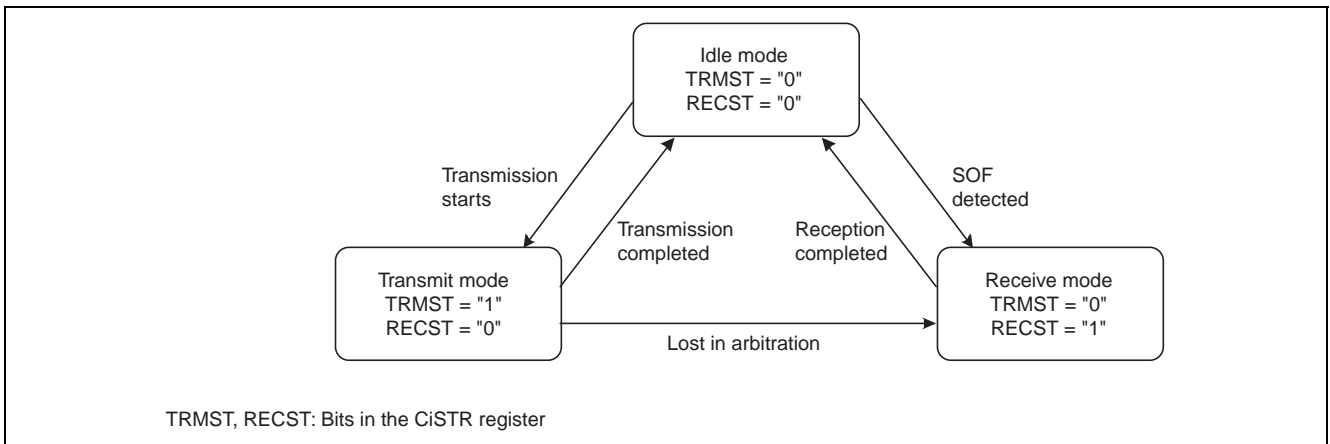 Idle mode
TRMST = "0"
RECST = "0"
Transmission
starts
SOF
detected
Transmission
completed
Reception
completed
Transmit mode
TRMST = "1"
RECST = "0"
Receive mode
TRMST = "0"
RECST = "1"
Lost in arbitration
TRMST, RECST: Bits in the CiSTR register